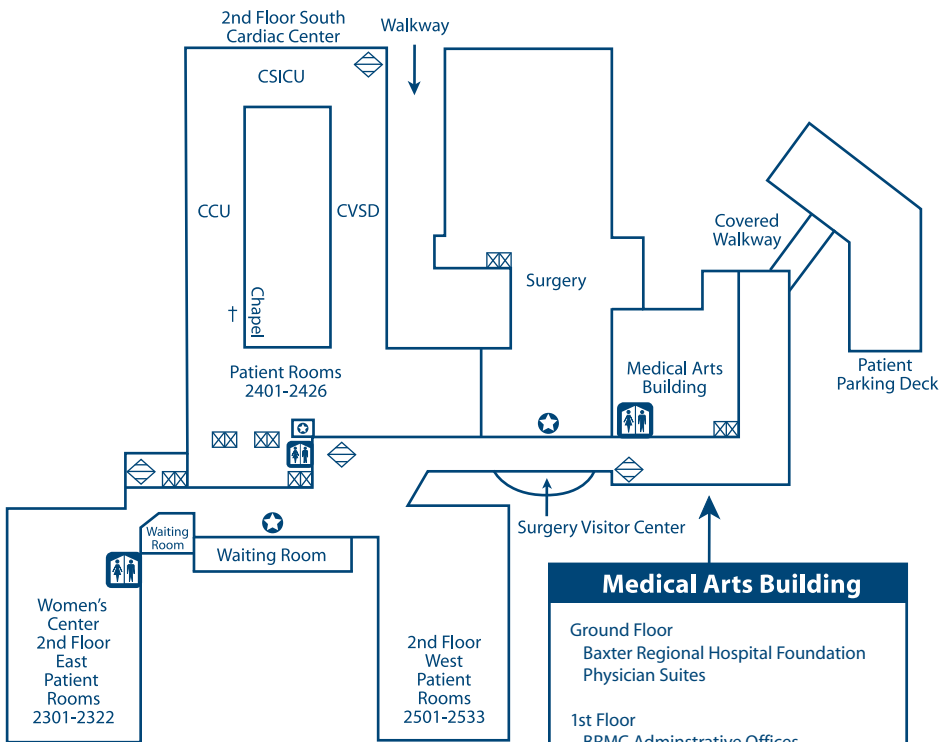 2nd Floor South
Cardiac Center
Walkway
CSICU
CCU
CVSD
Covered
Walkway
Surgery
Chapel
Patient Rooms
2401-2426
Medical Arts
Building
Patient
Parking Deck
Surgery Visitor Center
Waiting
Room
Waiting Room
Women's
Center
2nd Floor
East
Patient
Rooms
2301-2322
2nd Floor
West
Patient
Rooms
2501-2533
Medical Arts Building
Ground Floor
Baxter Regional Hospital Foundation
Physician Suites
1st Floor
BRMC Adminstrative Offices